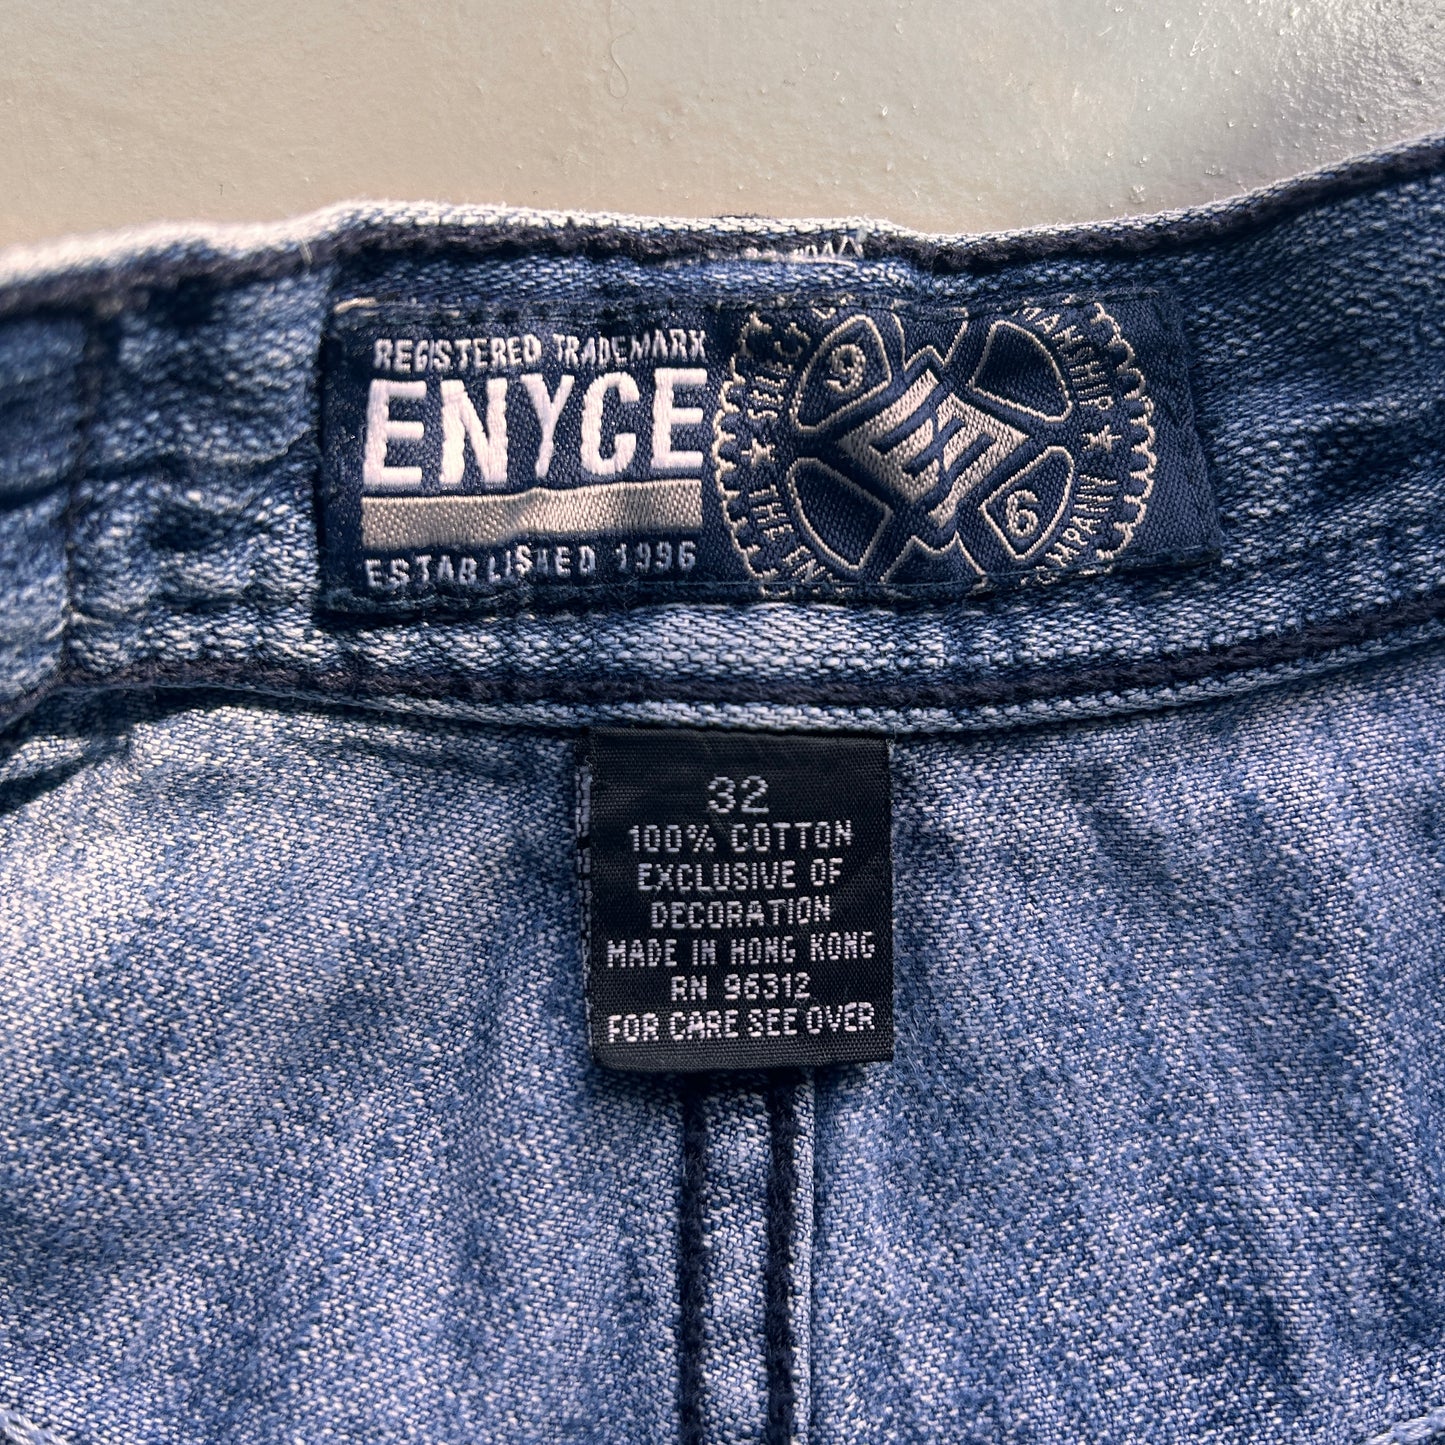 REGISTERED TRADEMARK
ENYCE
ESTABLISHED 1996
96
32
100% COTTON
EXCLUSIVE OF
DECORATION
MADE IN HONG KONG
RN 96312
FOR CARE SEE OVER